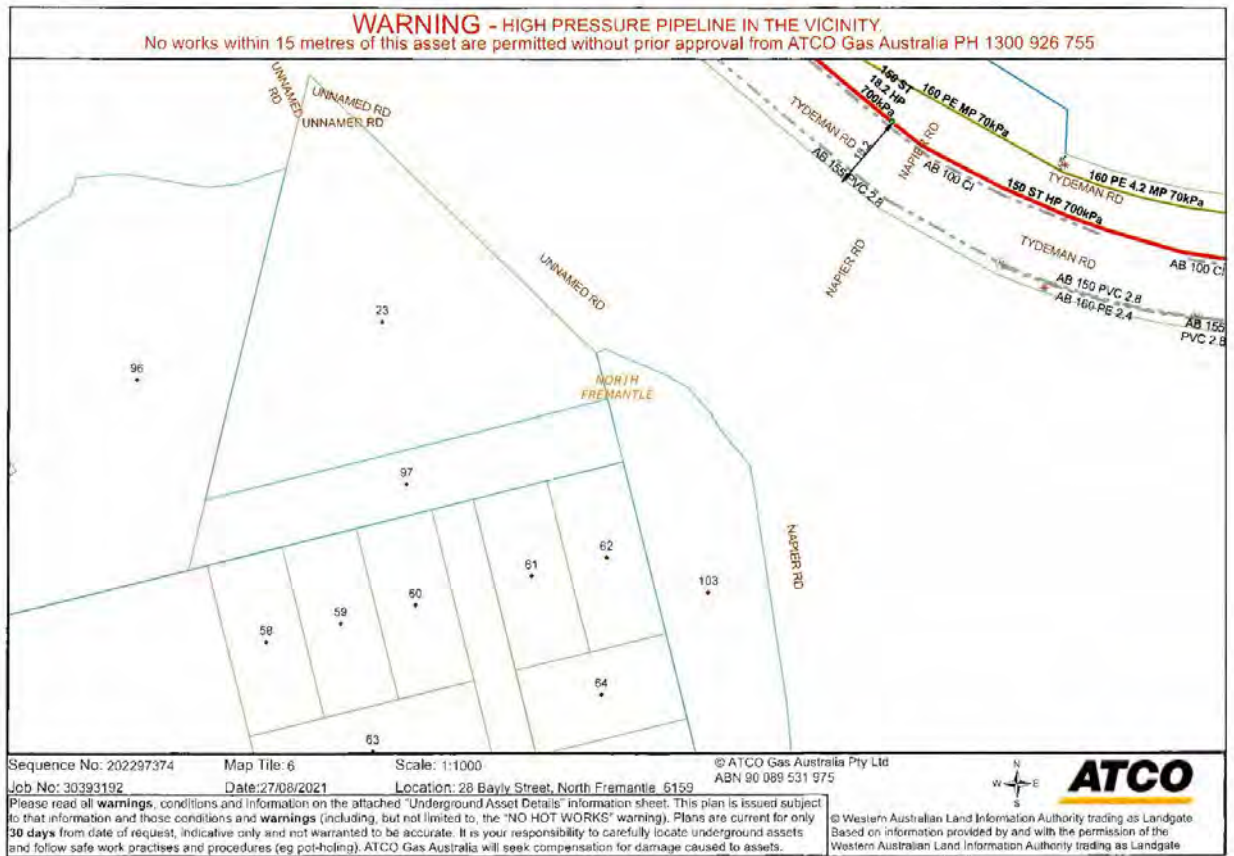 WARNING - HIGH PRESSURE PIPELINE IN THE VICINITY.
No works within 15 metres of this asset are permitted without prior approval from ATCO Gas Australia PH 1300 926 755
UNNAMED
RD
UNNAMED RD
UNNAMED RD
150 ST
18.2 HP
700kPa
160 PE MP 70kPa
TYDEMAN RD
18.2
AB 155 PVC 2.8
NAPIER RD
AB 100 CI
160 PE 4.2 MP 70kPa
TYDEMAN RD
150 ST HP 700kPa
TYDEMAN RD
AB 100 CI
NAPIER RD
AB 150 PVC 2.8
AB 160 PE 2.4
AB 155
PVC 2.8
UNNAMED RD
23
96
NORTH
FREMANTLE
97
62
61
103
NAPIER RD
60
59
58
64
63
Sequence No: 202297374
Map Tile: 6
Scale: 1:1000
© ATCO Gas Australia Pty Ltd
ABN 90 089 531 975
Job No: 30393192
Date:27/08/2021
Location: 28 Bayly Street, North Fremantle 6159
N
W
E
S
ATCO
Please read all warnings, conditions and information on the attached "Underground Asset Details" information sheet. This plan is issued subject
to that information and those conditions and warnings (including, but not limited to, the "NO HOT WORKS" warning). Plans are current for only
30 days from date of request, indicative only and not warranted to be accurate. It is your responsibility to carefully locate underground assets
and follow safe work practises and procedures (eg pot-holing). ATCO Gas Australia will seek compensation for damage caused to assets.
© Western Australian Land Information Authority trading as Landgate
Based on information provided by and with the permission of the
Western Australian Land Information Authority trading as Landgate